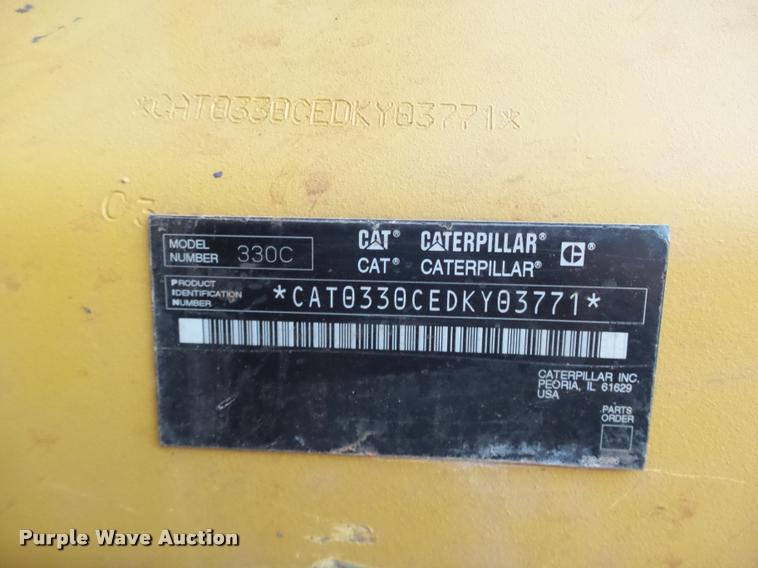 *CAT0330CEDKY03771*
C3
MODEL NUMBER 330C
CAT® CATERPILLAR® C®
CAT® CATERPILLAR®
PRODUCT IDENTIFICATION NUMBER *CAT0330CEDKY03771*
CATERPILLAR INC.
PEORIA, IL 61629
USA
PARTS
ORDER
Purple Wave Auction